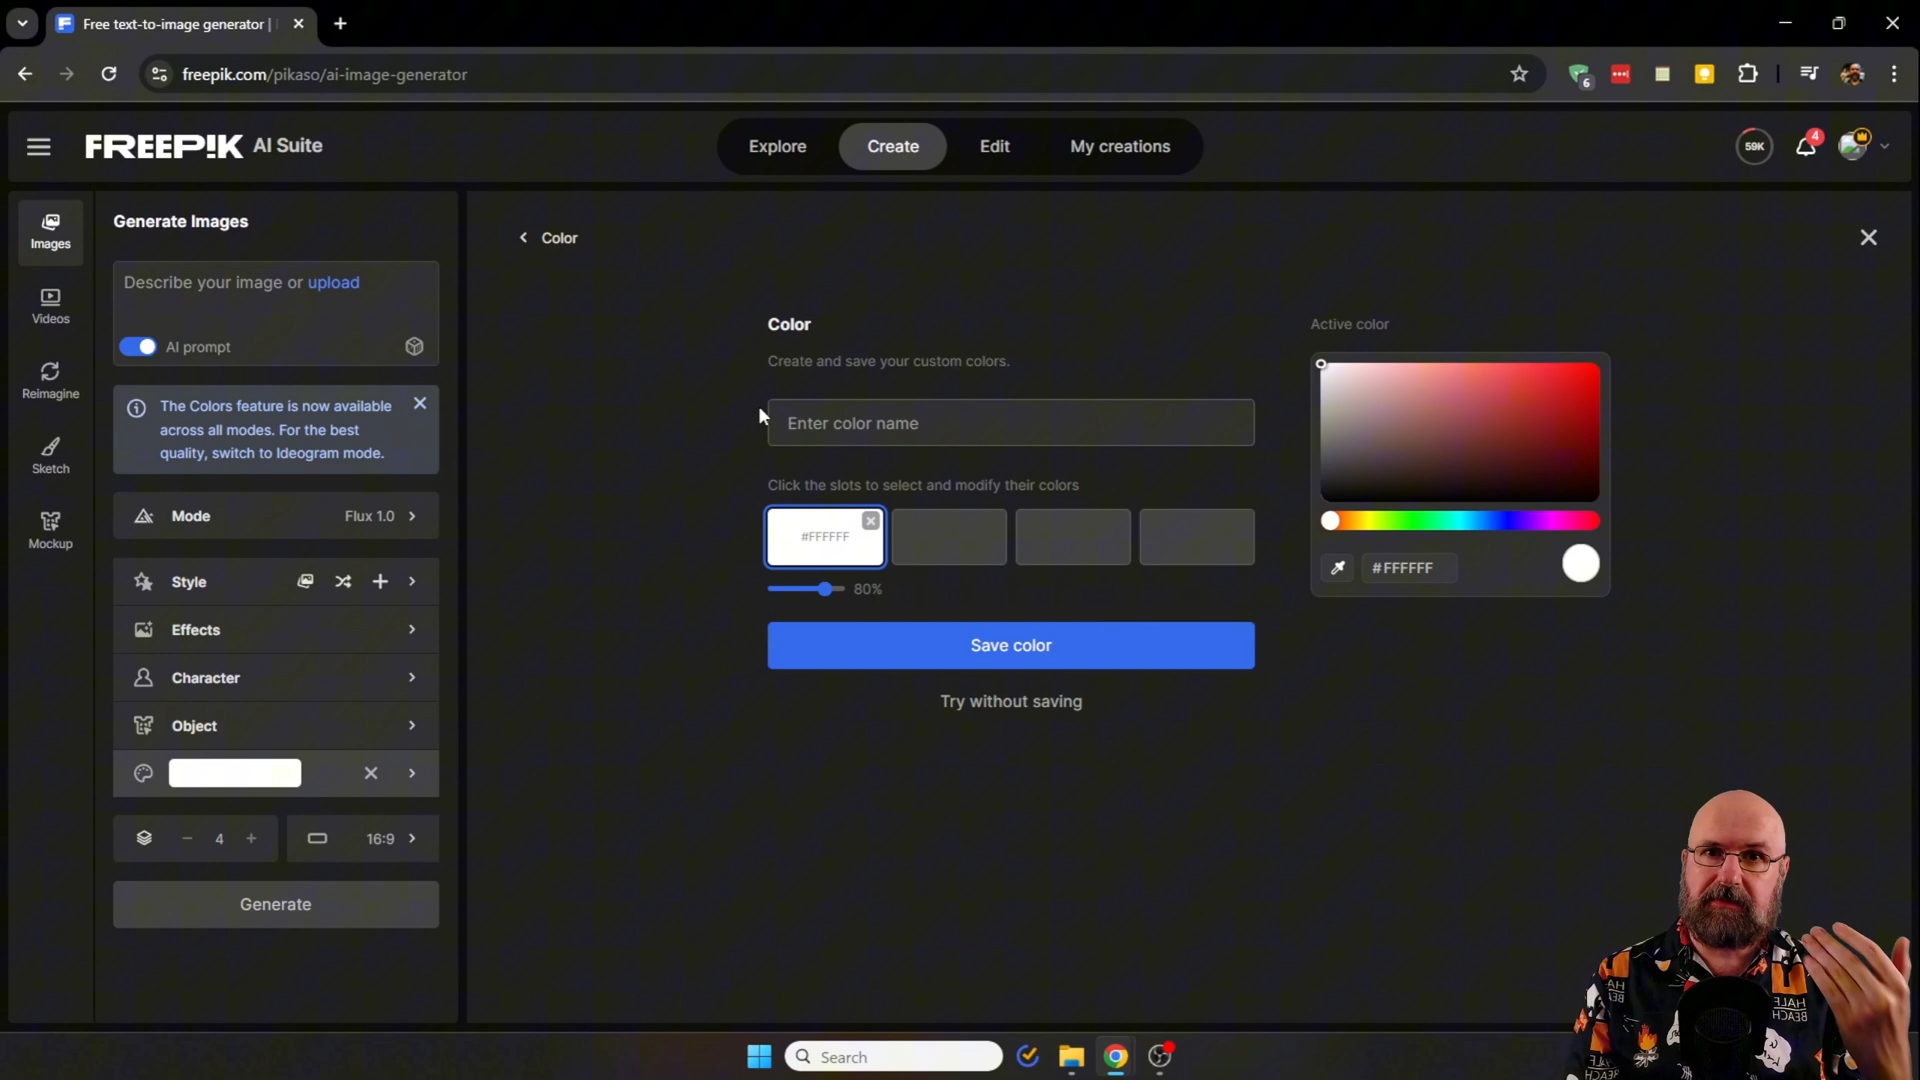 Free text-to-image generator |
freepik.com/pikaso/ai-image-generator
6
FREEP!K AI Suite
Explore
Create
Edit
My creations
59K
4
Images
Videos
Reimagine
Sketch
Mockup
Generate Images
Describe your image or upload
AI prompt
The Colors feature is now available
across all modes. For the best
quality, switch to Ideogram mode.
Mode
Flux 1.0
Style
Effects
Character
Object
4
16:9
Generate
Color
Color
Create and save your custom colors.
Enter color name
Click the slots to select and modify their colors
#FFFFFF
80%
Save color
Try without saving
Active color
#FFFFFF
HALF
BEACH
HALF
BEACH
Search